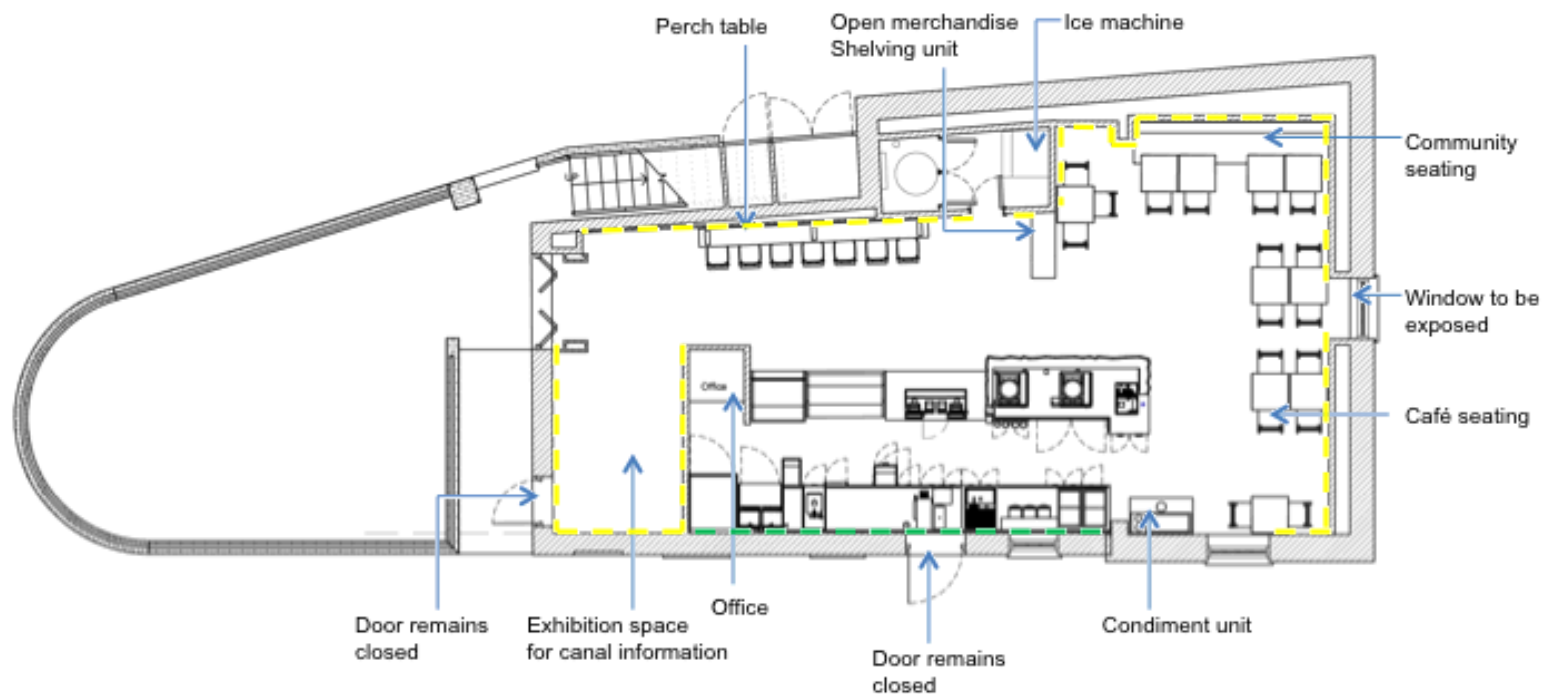 Perch table
Open merchandise
Shelving unit
Ice machine
Community
seating
Window to be
exposed
Café seating
Office
Door remains
closed
Exhibition space
for canal information
Office
Door remains
closed
Condiment unit